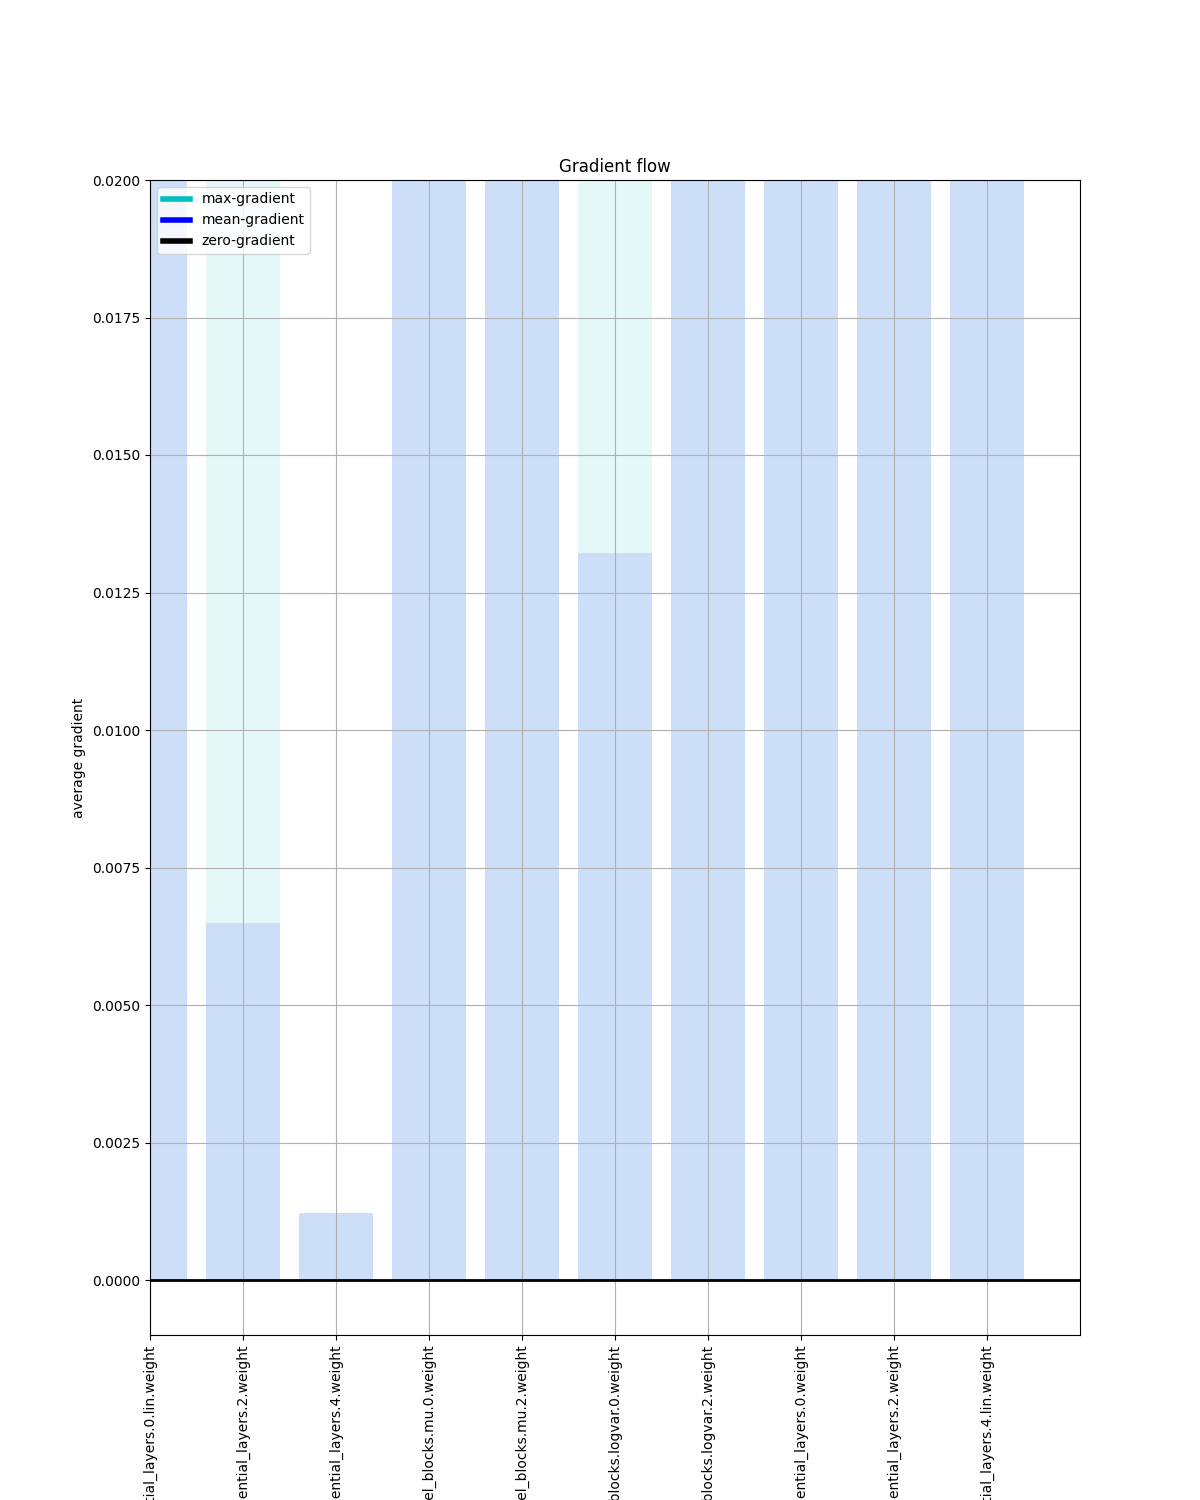 Gradient flow
max-gradient
mean-gradient
zero-gradient
0.0200
0.0175
0.0150
0.0125
0.0100
0.0075
0.0050
0.0025
0.0000
average gradient
tial_layers.0.lin.weight
ential_layers.2.weight
ential_layers.4.weight
el_blocks.mu.0.weight
el_blocks.mu.2.weight
blocks.logvar.0.weight
blocks.logvar.2.weight
ential_layers.0.weight
ential_layers.2.weight
tial_layers.4.lin.weight